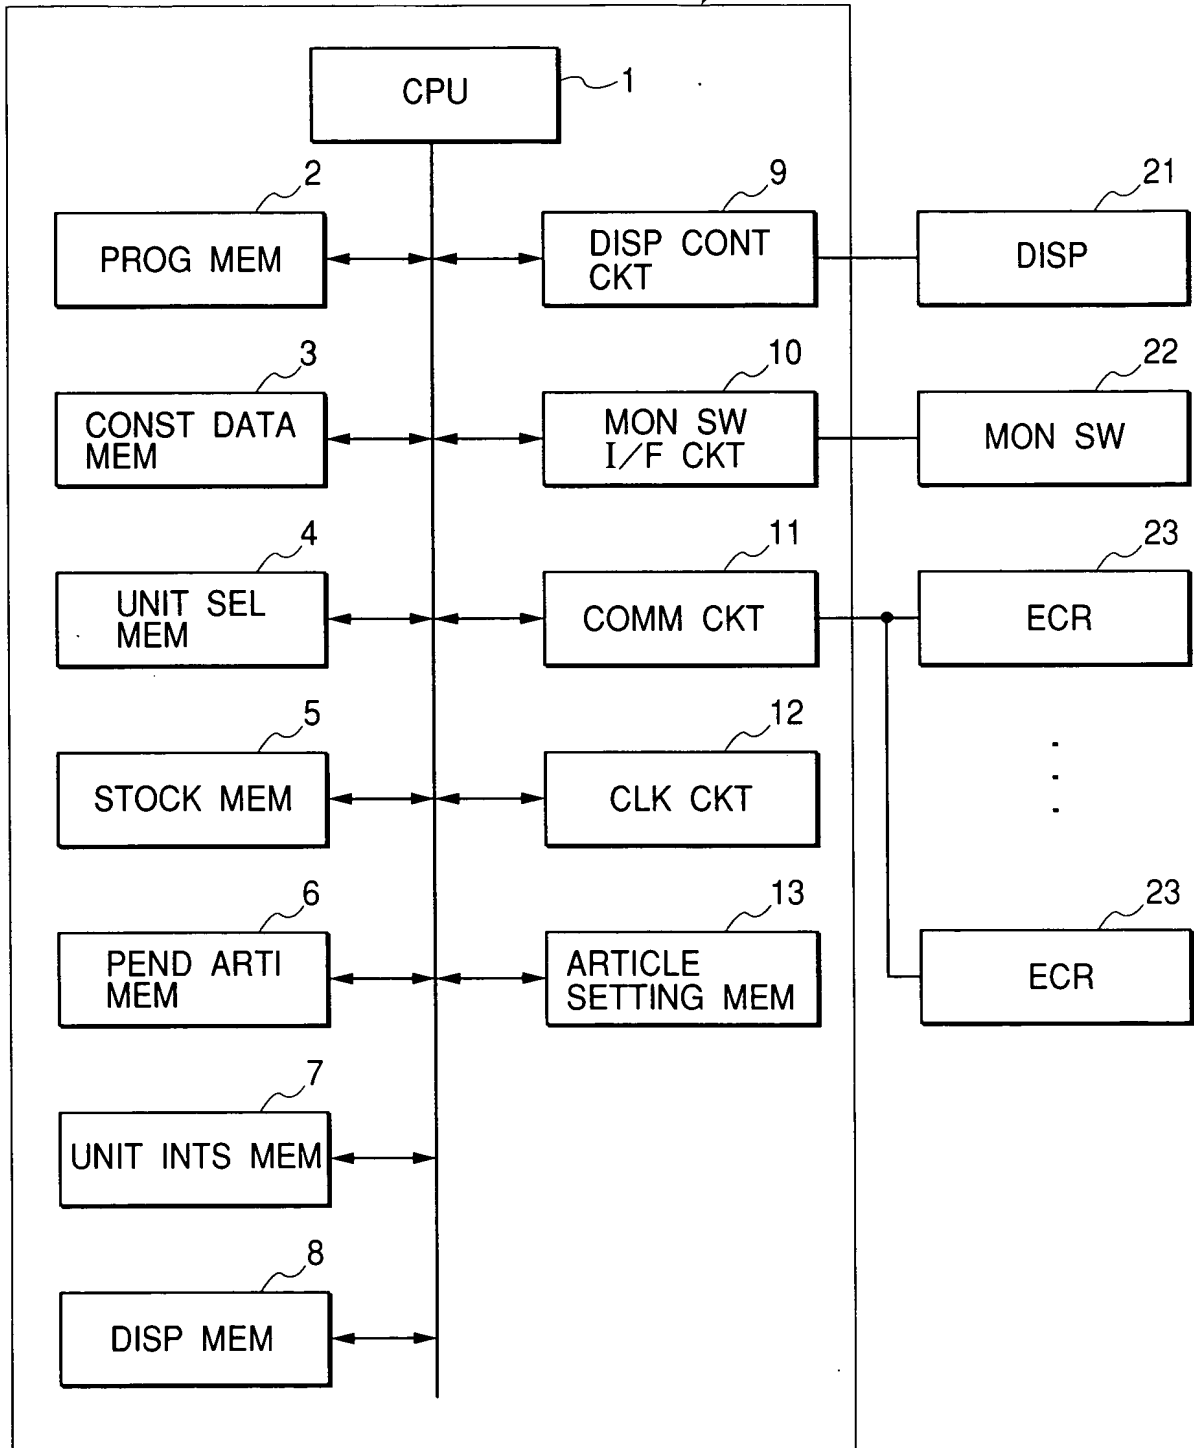 CPU
1
2
9
21
PROG MEM
DISP CONT
CKT
DISP
3
10
22
CONST DATA
MEM
MON SW
I/F CKT
MON SW
4
11
23
UNIT SEL
MEM
COMM CKT
ECR
5
12
STOCK MEM
CLK CKT
6
13
23
PEND ARTI
MEM
ARTICLE
SETTING MEM
ECR
7
UNIT INTS MEM
8
DISP MEM